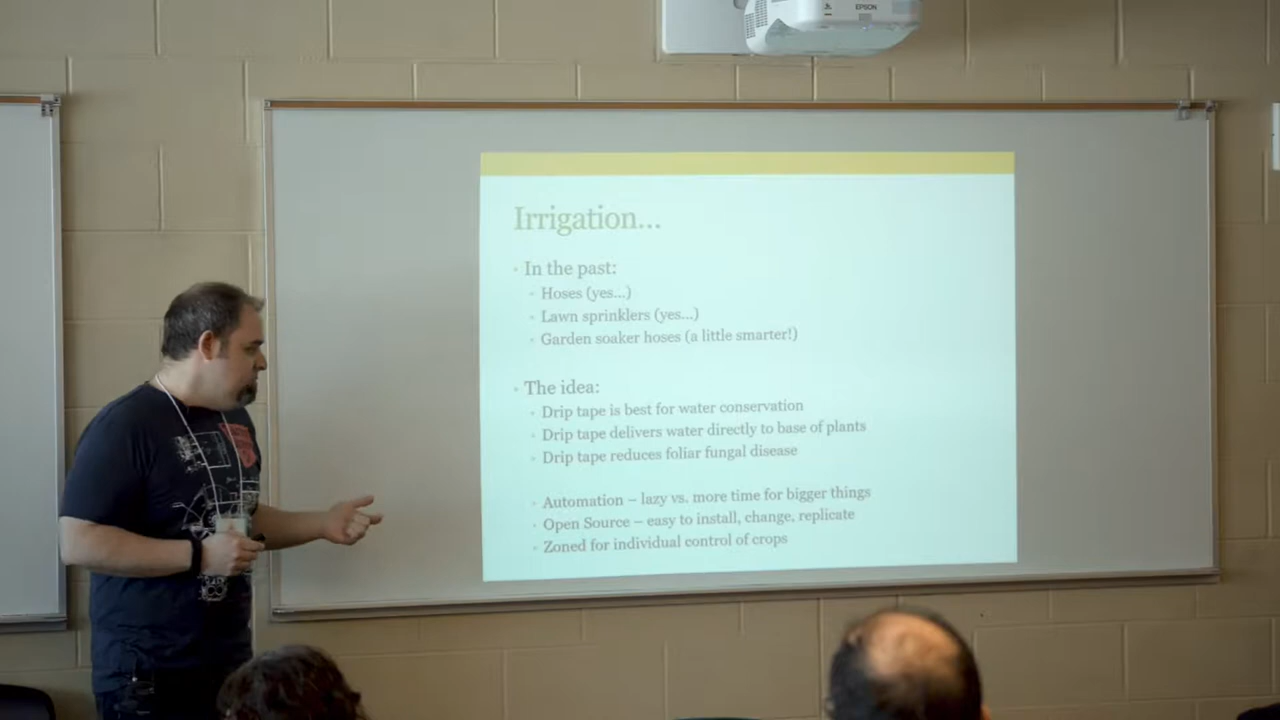 EPSON
Irrigation...
In the past:
Hoses (yes...)
Lawn sprinklers (yes...)
Garden soaker hoses (a little smarter!)
The idea:
Drip tape is best for water conservation
Drip tape delivers water directly to base of plants
Drip tape reduces foliar fungal disease
Automation – lazy vs. more time for bigger things
Open Source – easy to install, change, replicate
Zoned for individual control of crops